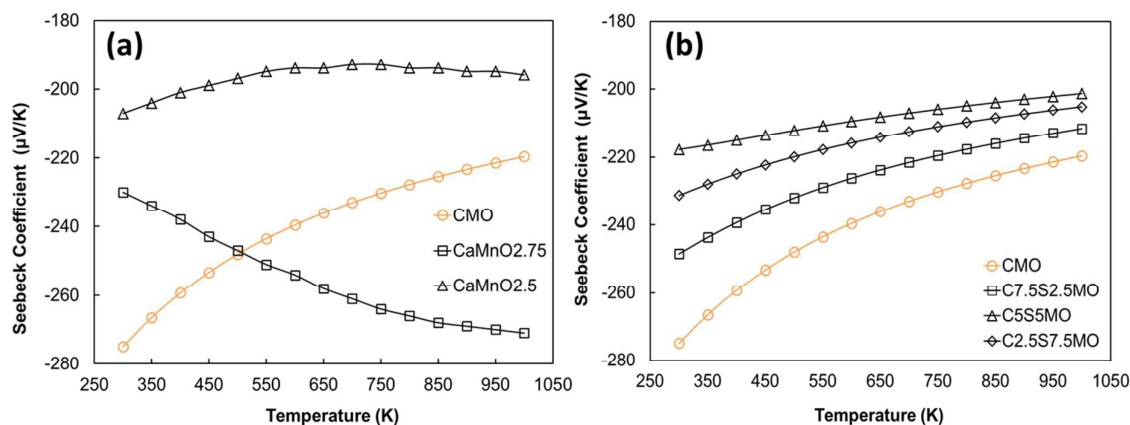 (a)
Seebeck Coefficient (µV/K)
-180
-200
-220
-240
-260
-280
CMO
CaMnO2.75
CaMnO2.5
250 350 450 550 650 750 850 950 1050
Temperature (K)
(b)
Seebeck Coefficient (µV/K)
-180
-200
-220
-240
-260
-280
CMO
C7.5S2.5MO
C5S5MO
C2.5S7.5MO
250 350 450 550 650 750 850 950 1050
Temperature (K)